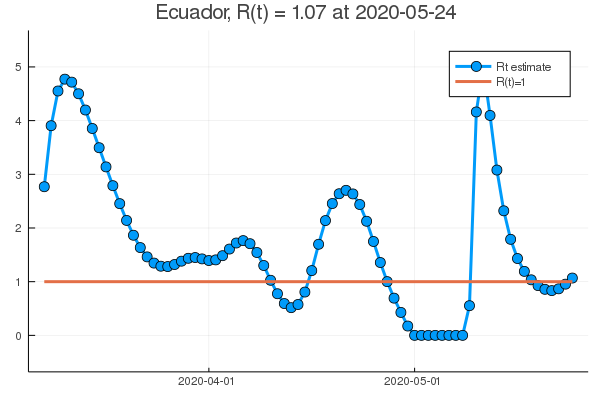 Ecuador, R(t) = 1.07 at 2020-05-24
5
4
3
2
1
0
Rt estimate
R(t)=1
2020-04-01
2020-05-01